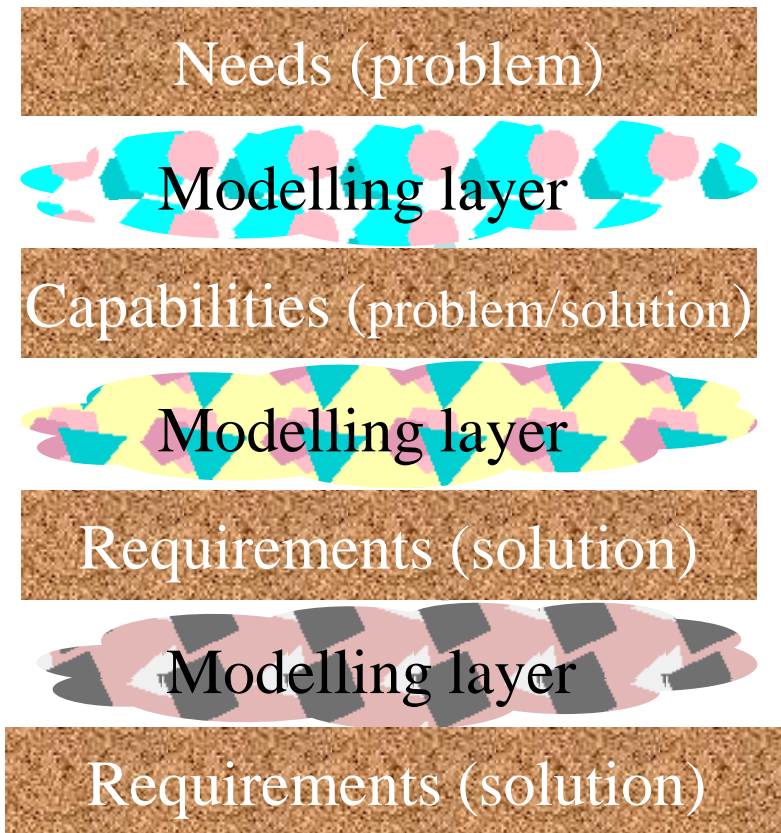 Needs (problem)
Modelling layer
Capabilities (problem/solution)
Modelling layer
Requirements (solution)
Modelling layer
Requirements (solution)